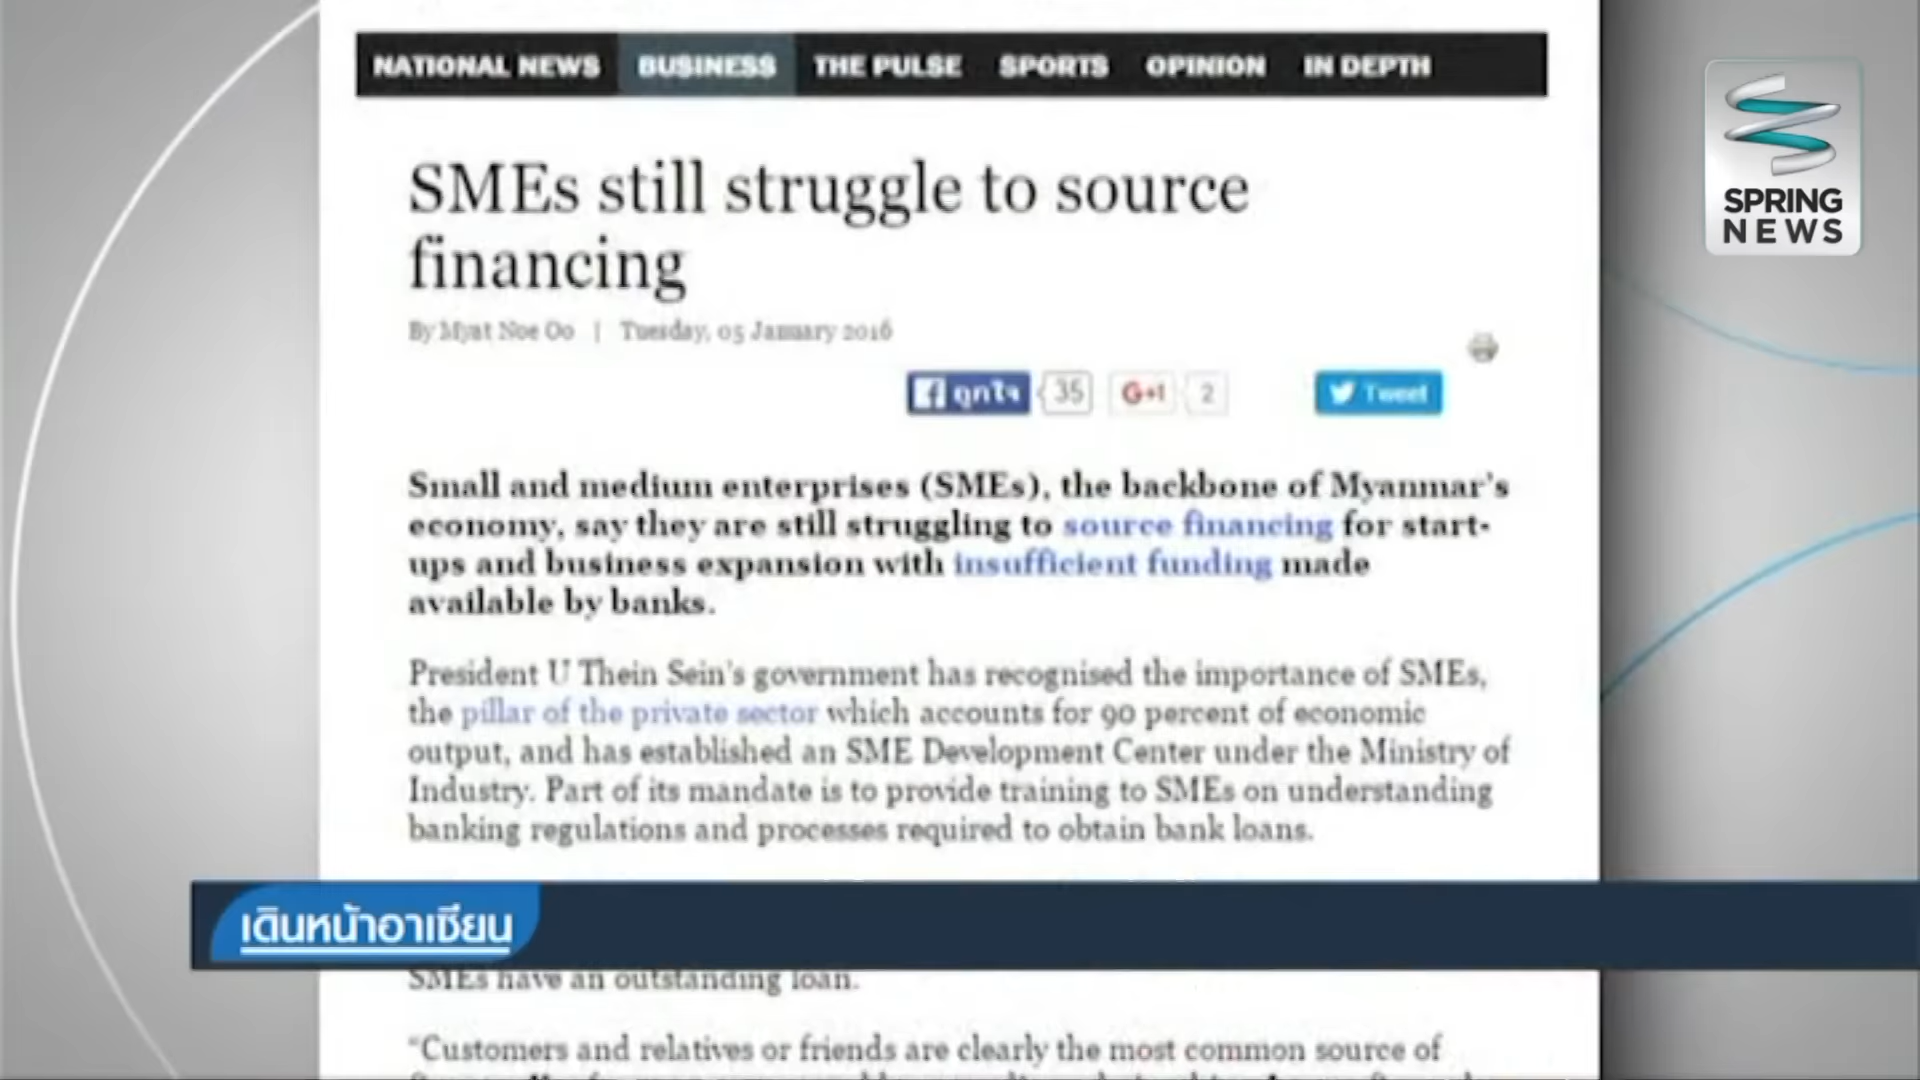 NATIONAL NEWS BUSINESS THE PULSE SPORTS OPINION IN DEPTH
SPRING
NEWS
SMEs still struggle to source
financing
By Myat Noe Oo | Tuesday, 05 January 2016
ถูกใจ 35 G+1 2 Tweet
Small and medium enterprises (SMEs), the backbone of Myanmar's
economy, say they are still struggling to source financing for start-
ups and business expansion with insufficient funding made
available by banks.
President U Thein Sein's government has recognised the importance of SMEs,
the pillar of the private sector which accounts for 90 percent of economic
output, and has established an SME Development Center under the Ministry of
Industry. Part of its mandate is to provide training to SMEs on understanding
banking regulations and processes required to obtain bank loans.
เดินหน้าอาเซียน
SMEs have an outstanding loan.
"Customers and relatives or friends are clearly the most common source of